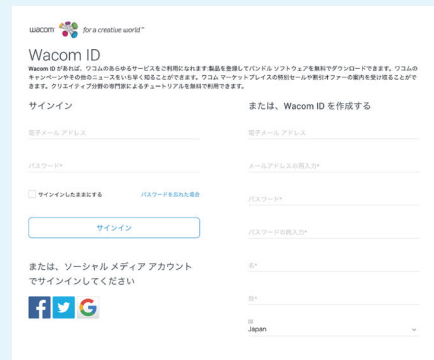 wacom for a creative world™
Wacom ID
Wacom ID があれば、ワコムのあらゆるサービスをご利用になれます:製品を登録してバンドル ソフトウェアを無料でダウンロードできます。ワコムの
キャンペーンやその他のニュースをいち早く知ることができます。ワコム マーケットプレイスの特別セールや割引オファーの案内を受け取ることがで
きます。クリエイティブ分野の専門家によるチュートリアルを無料で利用できます。
サインイン
電子メール アドレス
パスワード*
サインインしたままにする
パスワードを忘れた場合
サインイン
または、ソーシャル メディア アカウント
でサインインしてください
または、Wacom ID を作成する
電子メール アドレス
メールアドレスの再入力*
パスワード*
パスワードの再入力*
名*
姓*
国
Japan